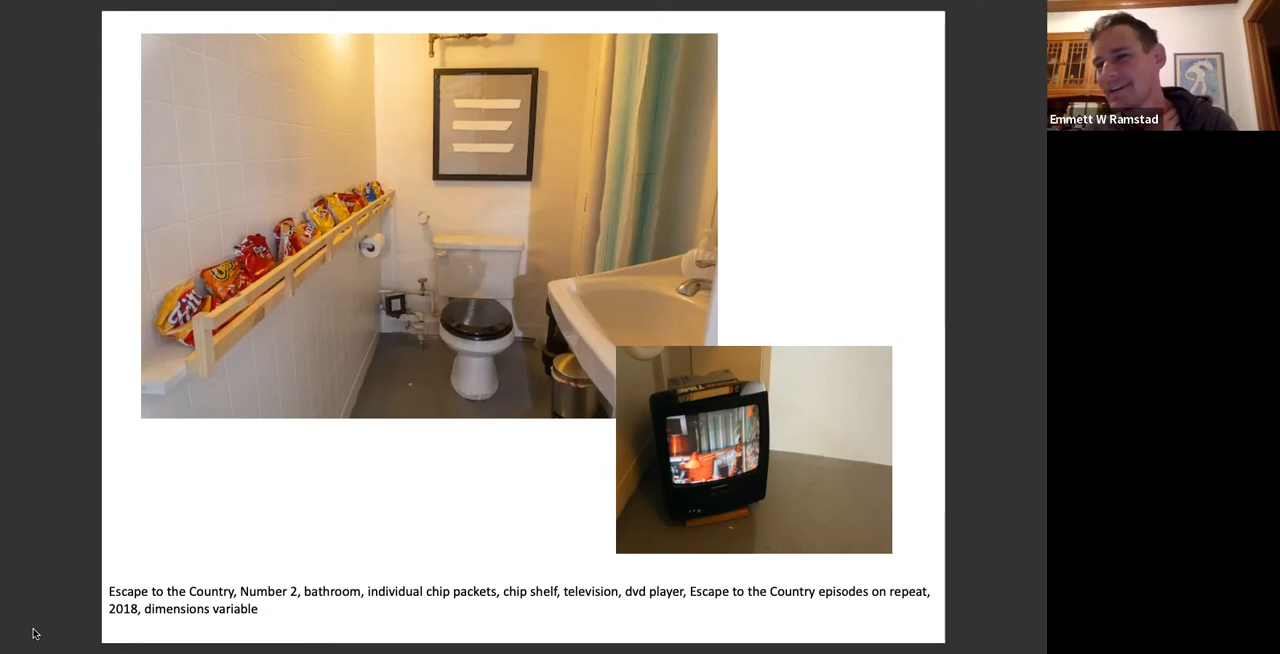 Emmett W Ramstad
Escape to the Country, Number 2, bathroom, individual chip packets, chip shelf, television, dvd player, Escape to the Country episodes on repeat,
2018, dimensions variable